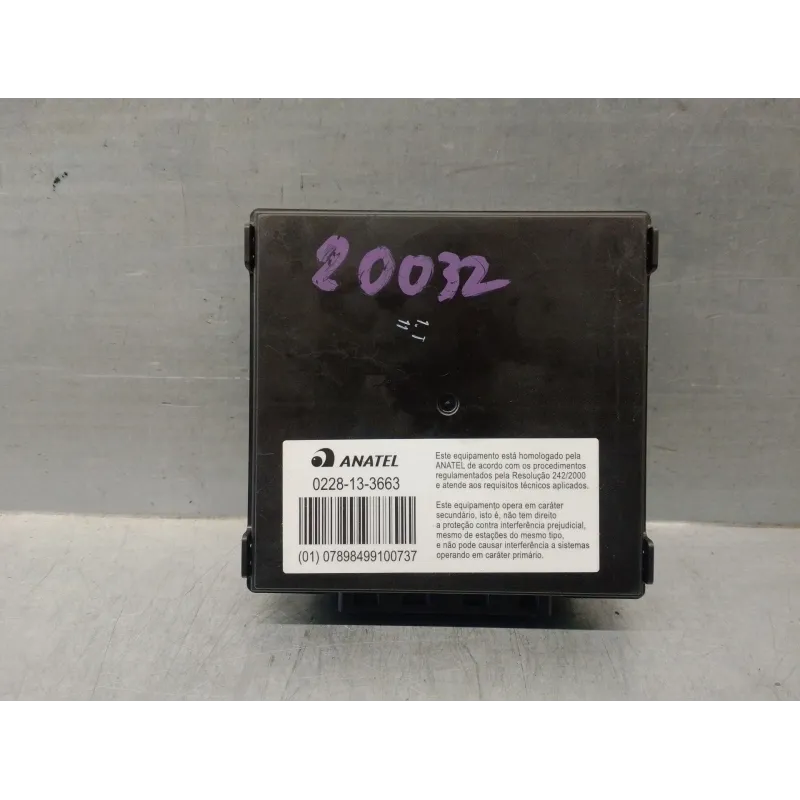 20032
1.T
11
ANATEL
0228-13-3663
(01) 07898499100737
Este equipamento está homologado pela
ANATEL de acordo com os procedimentos
regulamentados pela Resolução 242/2000
e atende aos requisitos técnicos aplicados.
Este equipamento opera em caráter
secundário, isto é, não tem direito
a proteção contra interferência prejudicial,
mesmo de estações do mesmo tipo,
e não pode causar interferência a sistemas
operando em caráter primário.